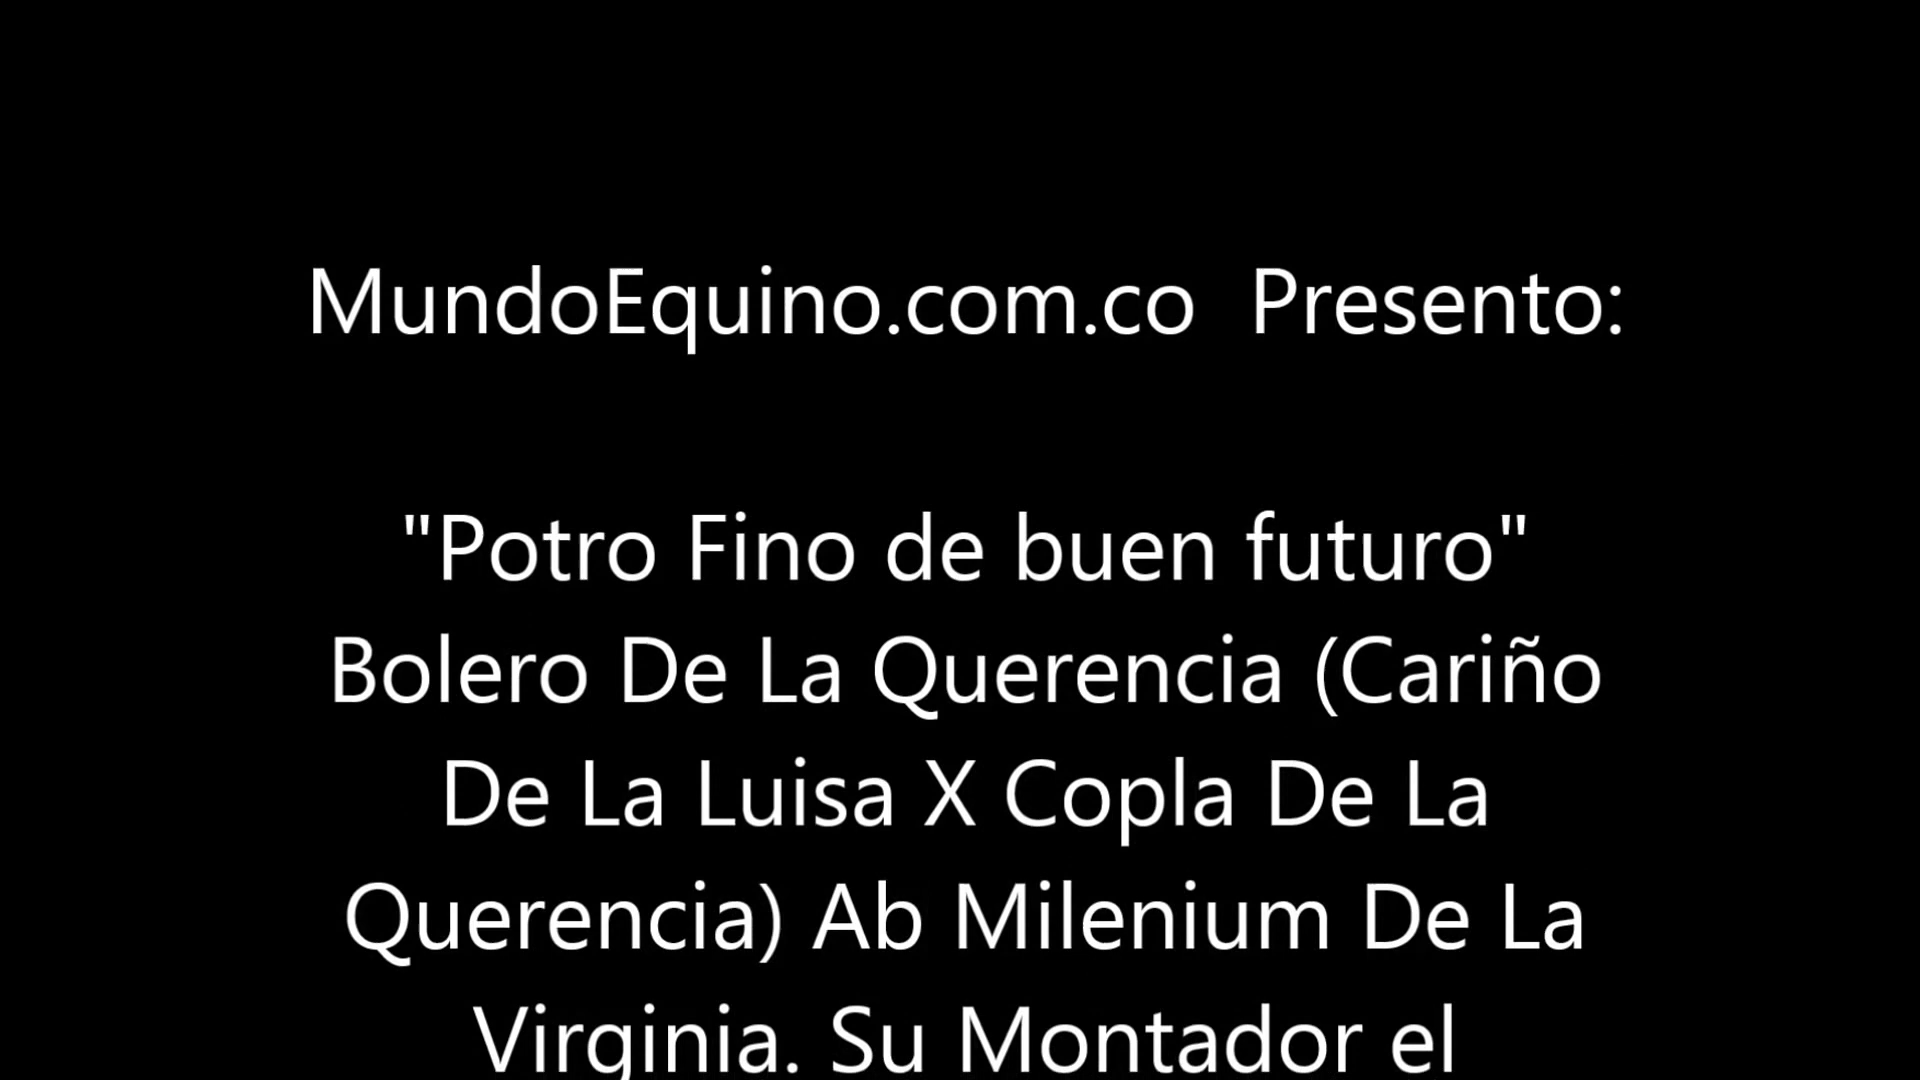 MundoEquino.com.co  Presento:
"Potro Fino de buen futuro"
Bolero De La Querencia (Cariño
De La Luisa X Copla De La
Querencia) Ab Milenium De La
Virginia. Su Montador el